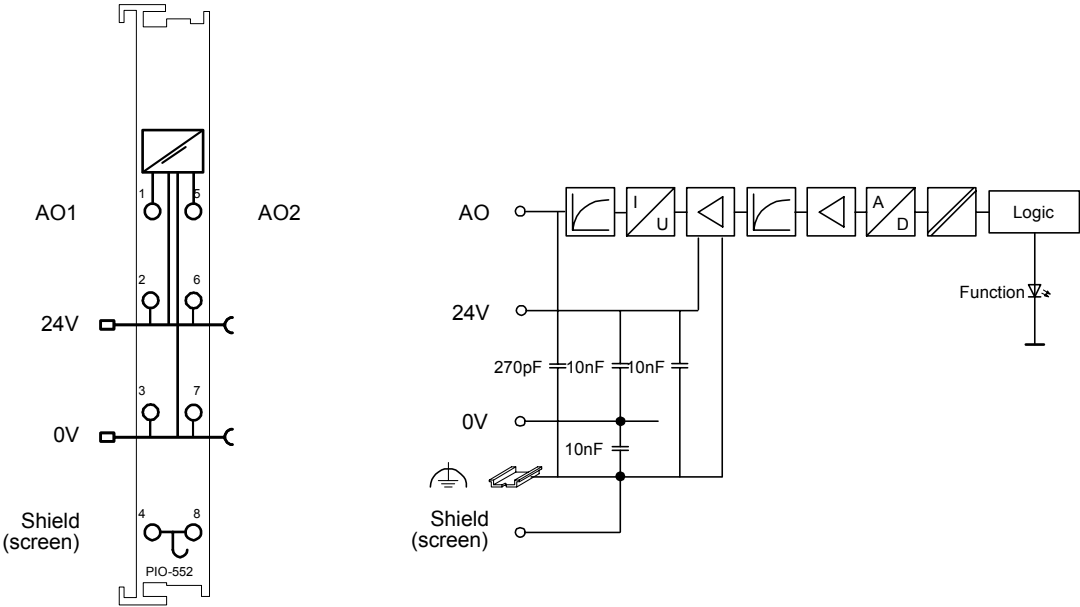 1
5
AO1
AO2
2
6
24V
3
7
0V
Shield
(screen)
4
8
PIO-552
AO
I
U
A
D
Logic
Function
24V
270pF
10nF
10nF
0V
10nF
Shield
(screen)